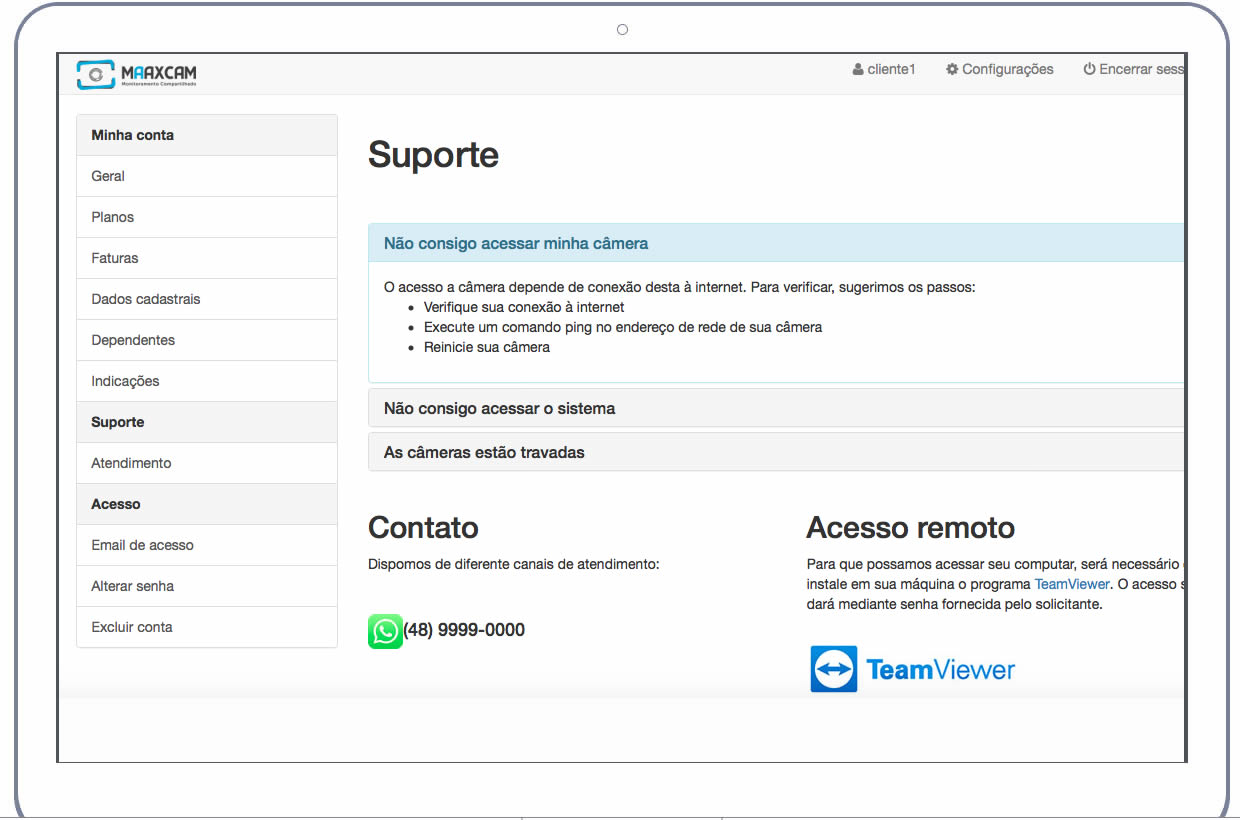 MAAXCAM
Monitoramento Compartilhado
cliente1
Configurações
Encerrar sess
Minha conta
Geral
Planos
Faturas
Dados cadastrais
Dependentes
Indicações
Suporte
Atendimento
Acesso
Email de acesso
Alterar senha
Excluir conta
Suporte
Não consigo acessar minha câmera
O acesso a câmera depende de conexão desta à internet. Para verificar, sugerimos os passos:
• Verifique sua conexão à internet
• Execute um comando ping no endereço de rede de sua câmera
• Reinicie sua câmera
Não consigo acessar o sistema
As câmeras estão travadas
Contato
Dispomos de diferente canais de atendimento:
(48) 9999-0000
Acesso remoto
Para que possamos acessar seu computar, será necessário
instale em sua máquina o programa TeamViewer. O acesso s
dará mediante senha fornecida pelo solicitante.
TeamViewer